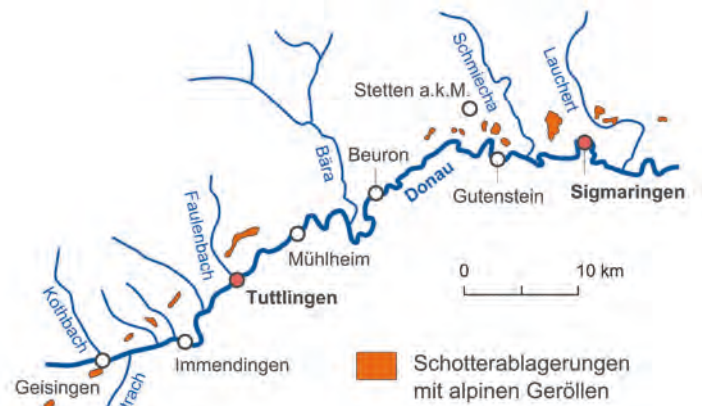 Schmiecha
Lauchert
Stetten a.k.M.
Bära
Beuron
Donau
Gutenstein
Sigmaringen
Faulenbach
Mühlheim
0 10 km
Kothbach
Tuttlingen
Immendingen
Geisingen
Schotterablagerungen
mit alpinen Geröllen